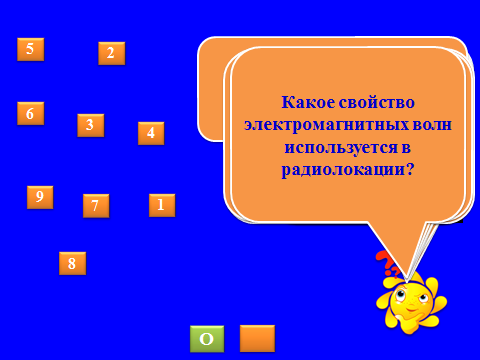 5
2
6
3
4
9
7
1
8
Какое свойство
электромагнитных волн
используется в
радиолокации?
???
О